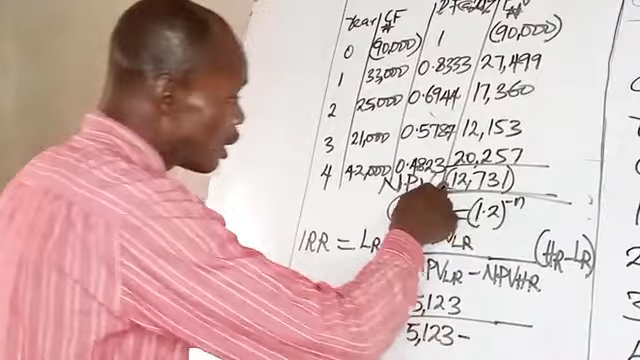 Year CF
₦
0 (90,000) 1 (90,000)
1 33,000 0.8333 27,499
2 25,000 0.6944 17,360
3 21,000 0.5787 12,153
4 42,000 0.4823 20,257
NPV (12,731)
= (1.2)⁻ⁿ
IRR = LR LR (HR-LR)
NPVLR - NPVHR
5,123
5,123 -